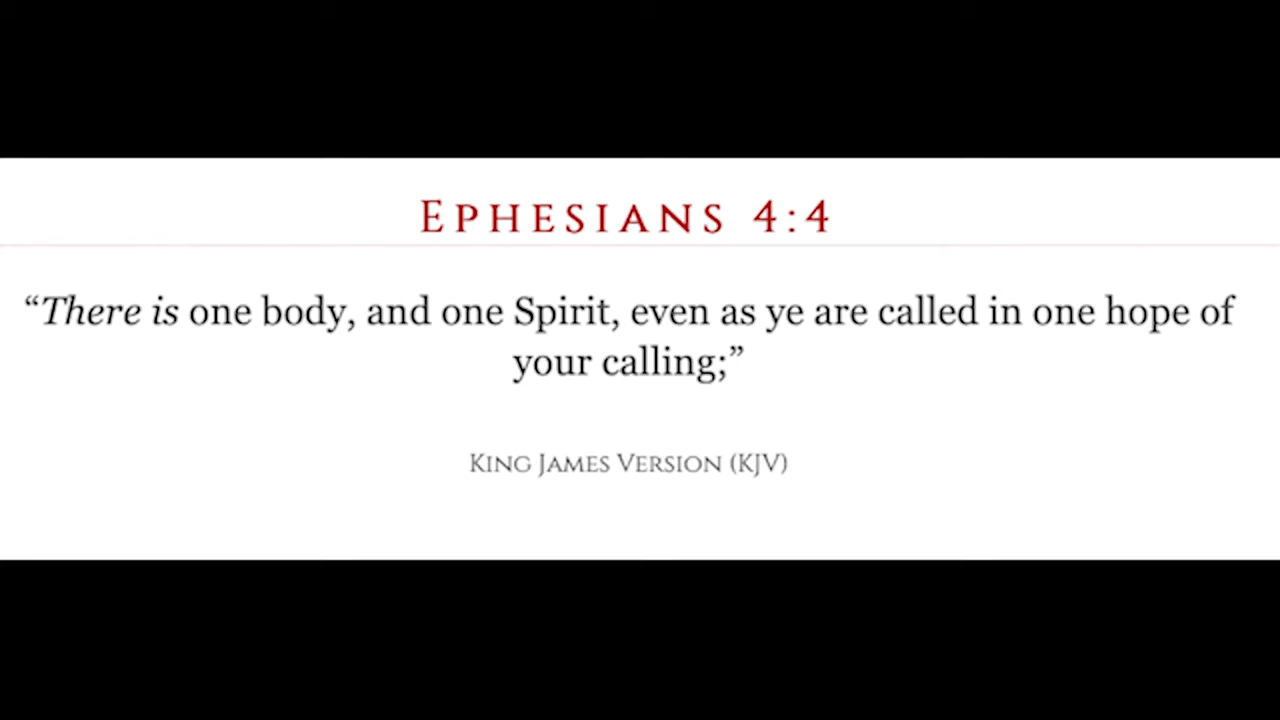 EPHESIANS 4:4
“There is one body, and one Spirit, even as ye are called in one hope of
your calling;”
KING JAMES VERSION (KJV)